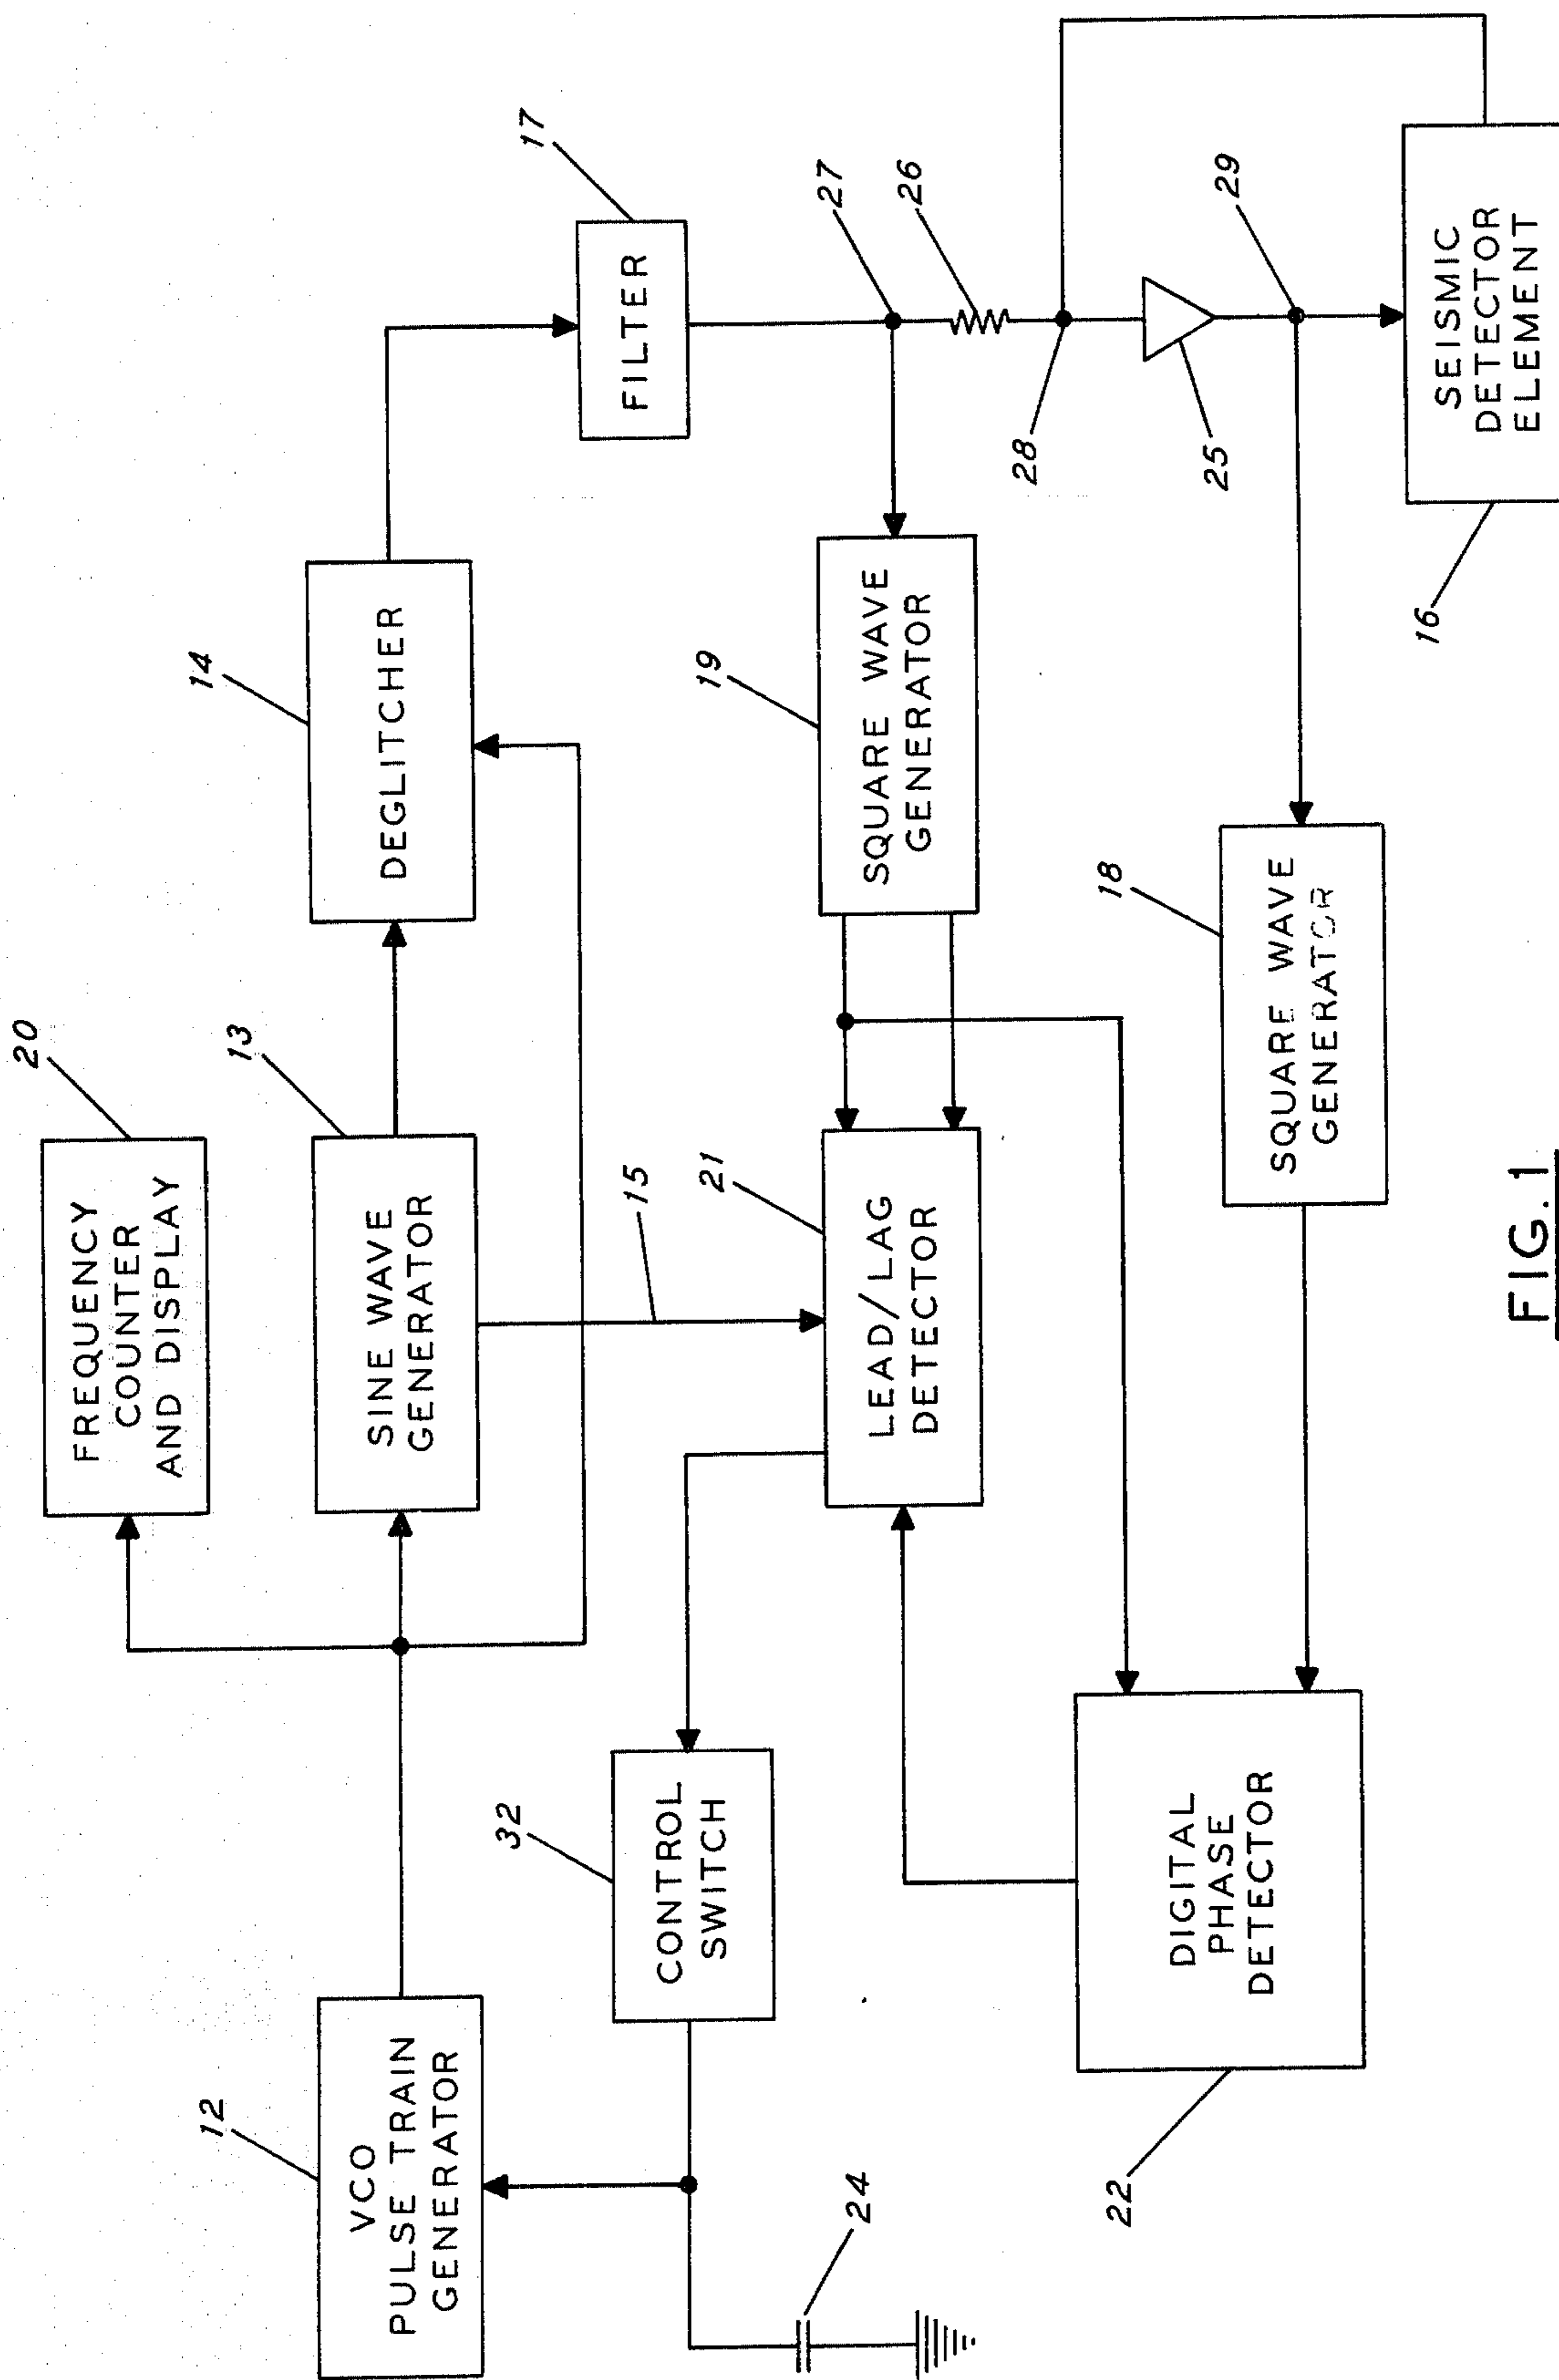 20
FREQUENCY
COUNTER
AND DISPLAY
12
VCO
PULSE TRAIN
GENERATOR
13
SINE WAVE
GENERATOR
14
DEGLITCHER
17
FILTER
15
32
CONTROL
SWITCH
24
21
LEAD/LAG
DETECTOR
19
SQUARE WAVE
GENERATOR
27
26
28
25
29
22
DIGITAL
PHASE
DETECTOR
18
SQUARE WAVE
GENERATOR
16
SEISMIC
DETECTOR
ELEMENT
FIG. 1